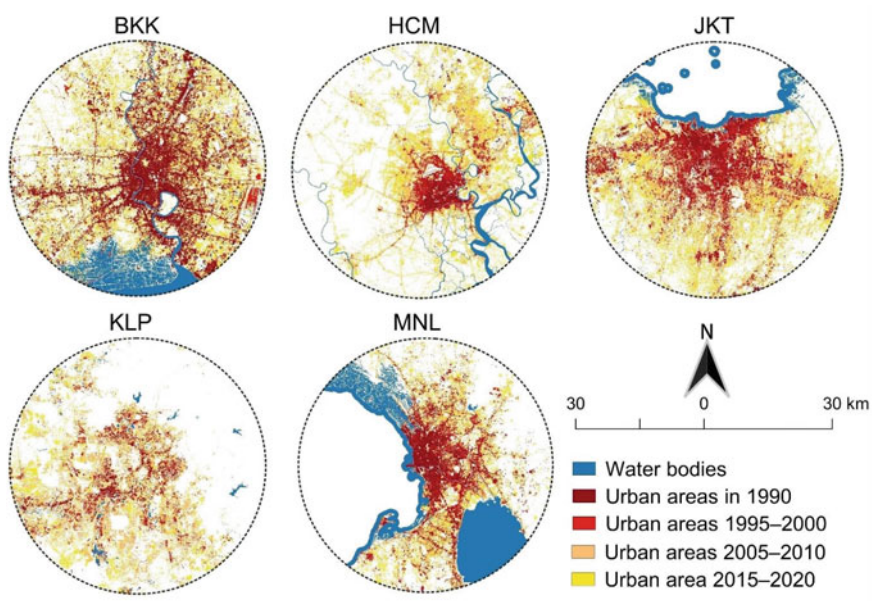 BKK
HCM
JKT
KLP
MNL
N
30 0 30 km
Water bodies
Urban areas in 1990
Urban areas 1995–2000
Urban areas 2005–2010
Urban area 2015–2020